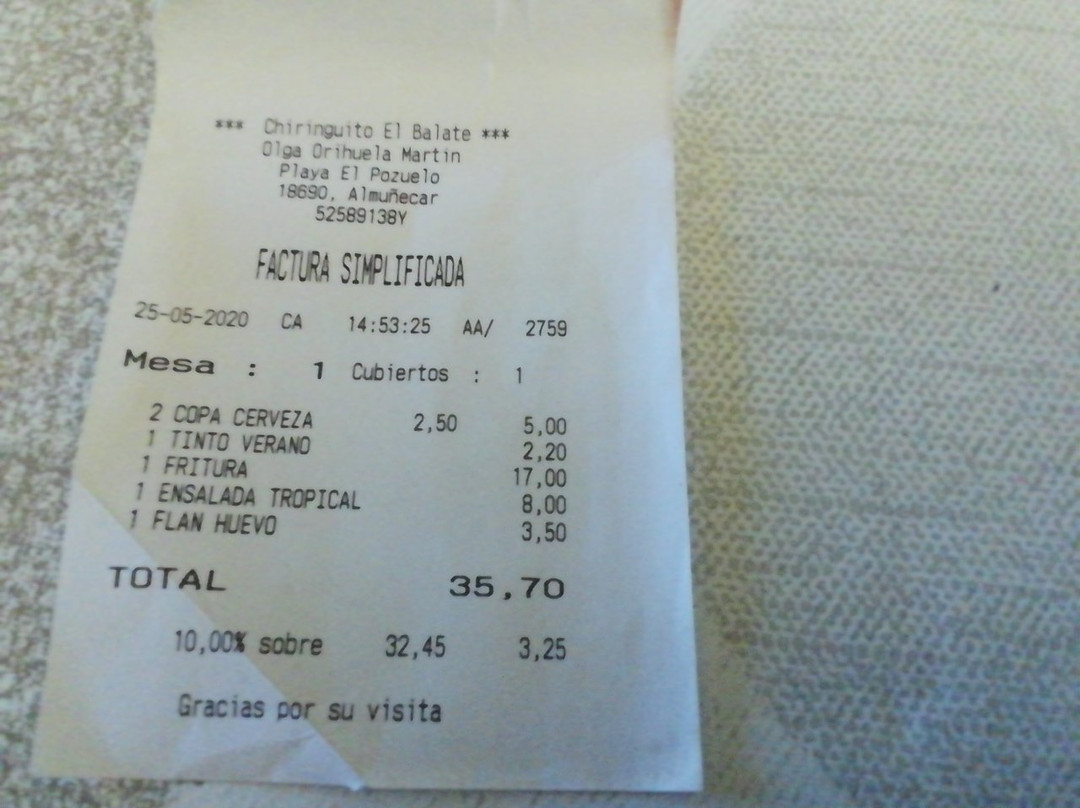 *** Chiringuito El Balate ***
Olga Orihuela Martin
Playa El Pozuelo
18690, Almuñecar
52589138Y
FACTURA SIMPLIFICADA
25-05-2020 CA 14:53:25 AA/ 2759
Mesa : 1 Cubiertos : 1
2 COPA CERVEZA 2,50 5,00
1 TINTO VERANO 2,20
1 FRITURA 17,00
1 ENSALADA TROPICAL 8,00
1 FLAN HUEVO 3,50
TOTAL 35,70
10,00% sobre 32,45 3,25
Gracias por su visita